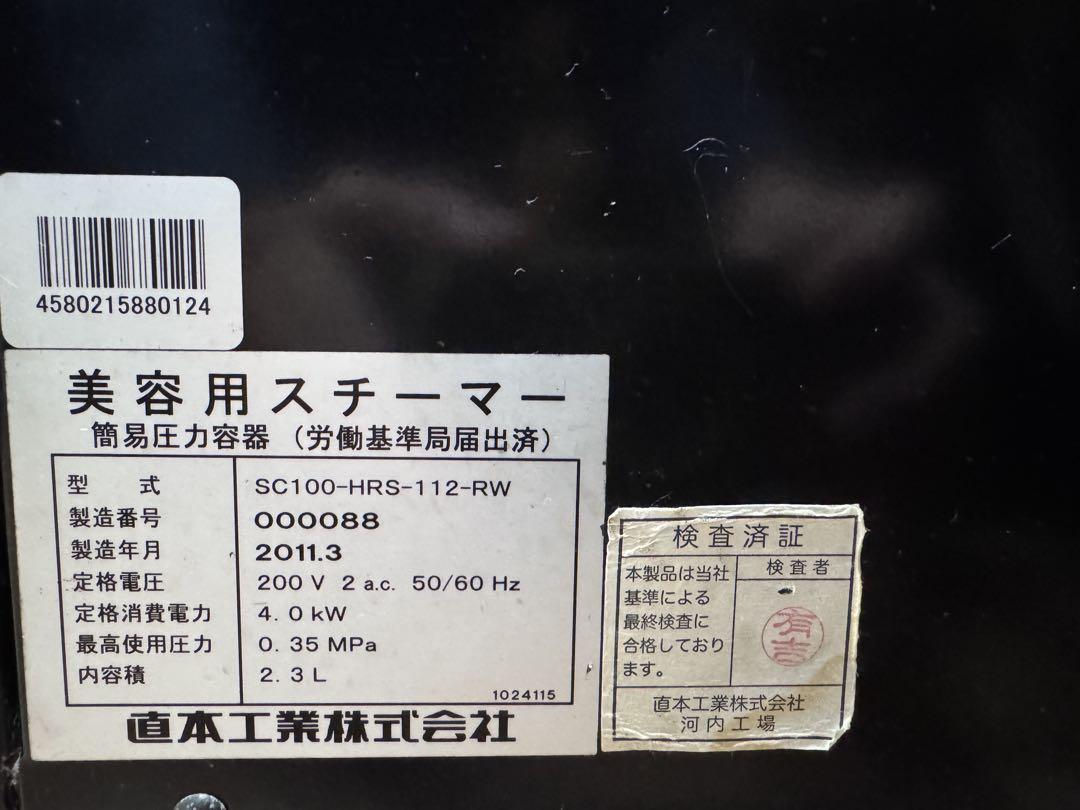 4580215880124
美容用スチーマー
簡易圧力容器 (労働基準局届出済)
型 式 SC100-HRS-112-RW
製造番号 000088
製造年月 2011.3
定格電圧 200 V 2 a.c. 50/60 Hz
定格消費電力 4.0 kW
最高使用圧力 0.35 MPa
内容積 2.3 L
1024115
直本工業株式会社
検査済証
本製品は当社
基準による
最終検査に
合格しており
ます。
検査者
有吉
直本工業株式会社
河内工場